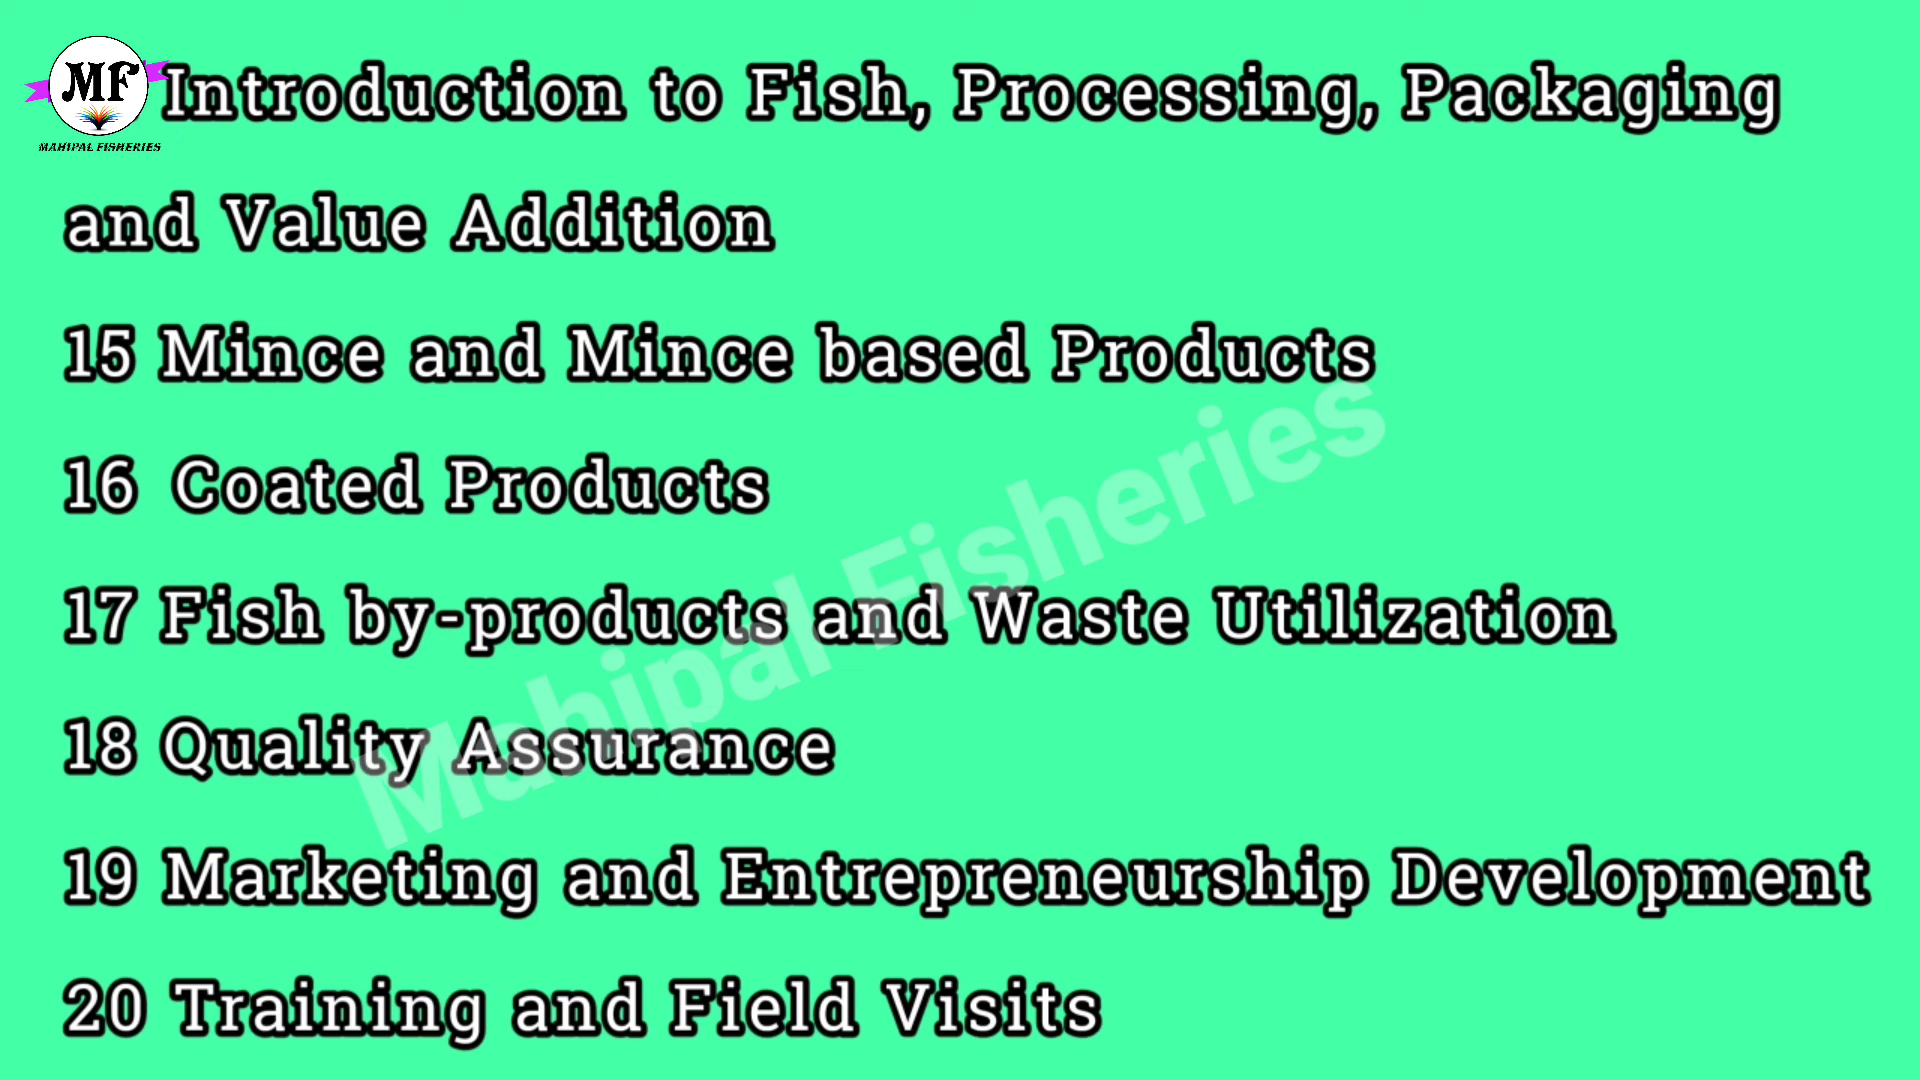 MF
MAHIPAL FISHERIES
Introduction to Fish, Processing, Packaging
and Value Addition
15 Mince and Mince based Products
16 Coated Products
17 Fish by-products and Waste Utilization
18 Quality Assurance
19 Marketing and Entrepreneurship Development
20 Training and Field Visits
Mahipal Fisheries